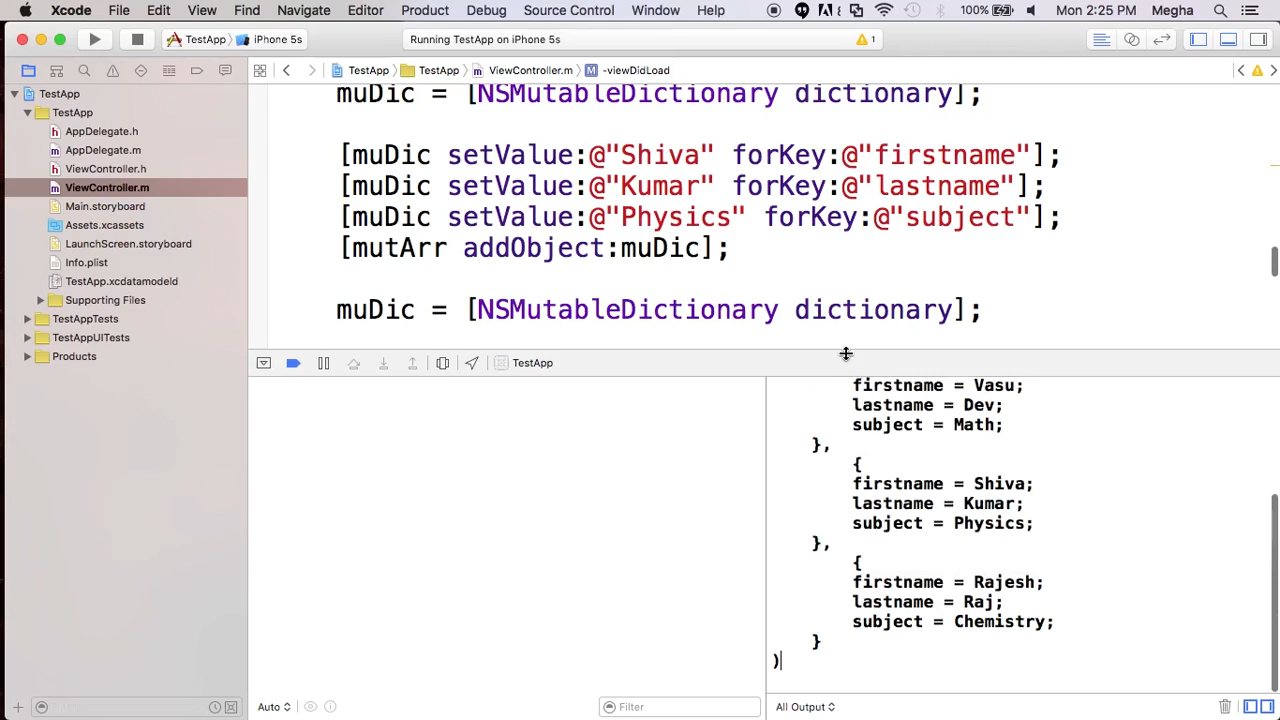 Xcode File Edit View Find Navigate Editor Product Debug Source Control Window Help 100% Mon 2:25 PM Megha
TestApp iPhone 5s Running TestApp on iPhone 5s 1
TestApp TestApp ViewController.m -viewDidLoad
TestApp
TestApp
AppDelegate.h
AppDelegate.m
ViewController.h
ViewController.m
Main.storyboard
Assets.xcassets
LaunchScreen.storyboard
Info.plist
TestApp.xcdatamodeld
Supporting Files
TestAppTests
TestAppUITests
Products
muDic = [NSMutableDictionary dictionary];
[muDic setValue:@"Shiva" forKey:@"firstname"];
[muDic setValue:@"Kumar" forKey:@"lastname"];
[muDic setValue:@"Physics" forKey:@"subject"];
[mutArr addObject:muDic];
muDic = [NSMutableDictionary dictionary];
TestApp
firstname = Vasu;
lastname = Dev;
subject = Math;
},
{
firstname = Shiva;
lastname = Kumar;
subject = Physics;
},
{
firstname = Rajesh;
lastname = Raj;
subject = Chemistry;
}
)
Auto Filter All Output